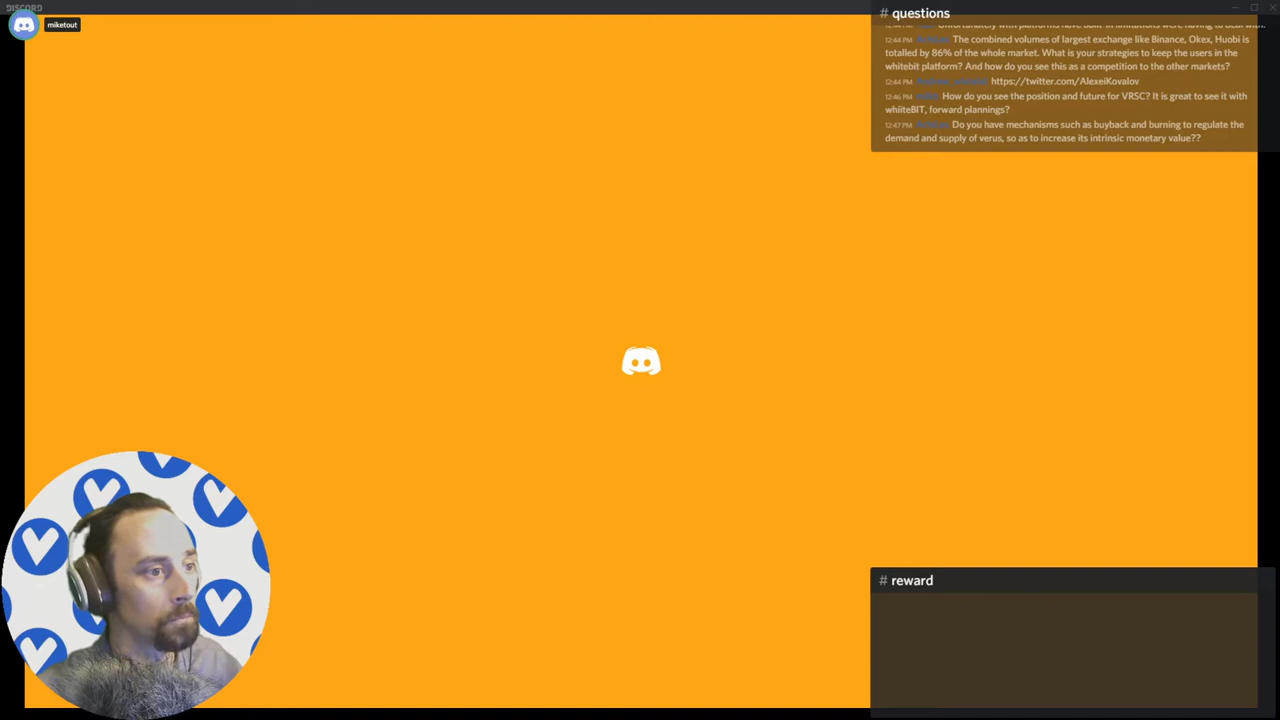 DISCORD
miketout
# questions
12:44 PM The combined volumes of largest exchange like Binance, Okex, Huobi is
totalled by 86% of the whole market. What is your strategies to keep the users in the
whitebit platform? And how do you see this as a competition to the other markets?
12:44 PM https://twitter.com/AlexeiKovalov
12:46 PM How do you see the position and future for VRSC? It is great to see it with
whiiteBIT, forward plannings?
12:47 PM Do you have mechanisms such as buyback and burning to regulate the
demand and supply of verus, so as to increase its intrinsic monetary value??
# reward